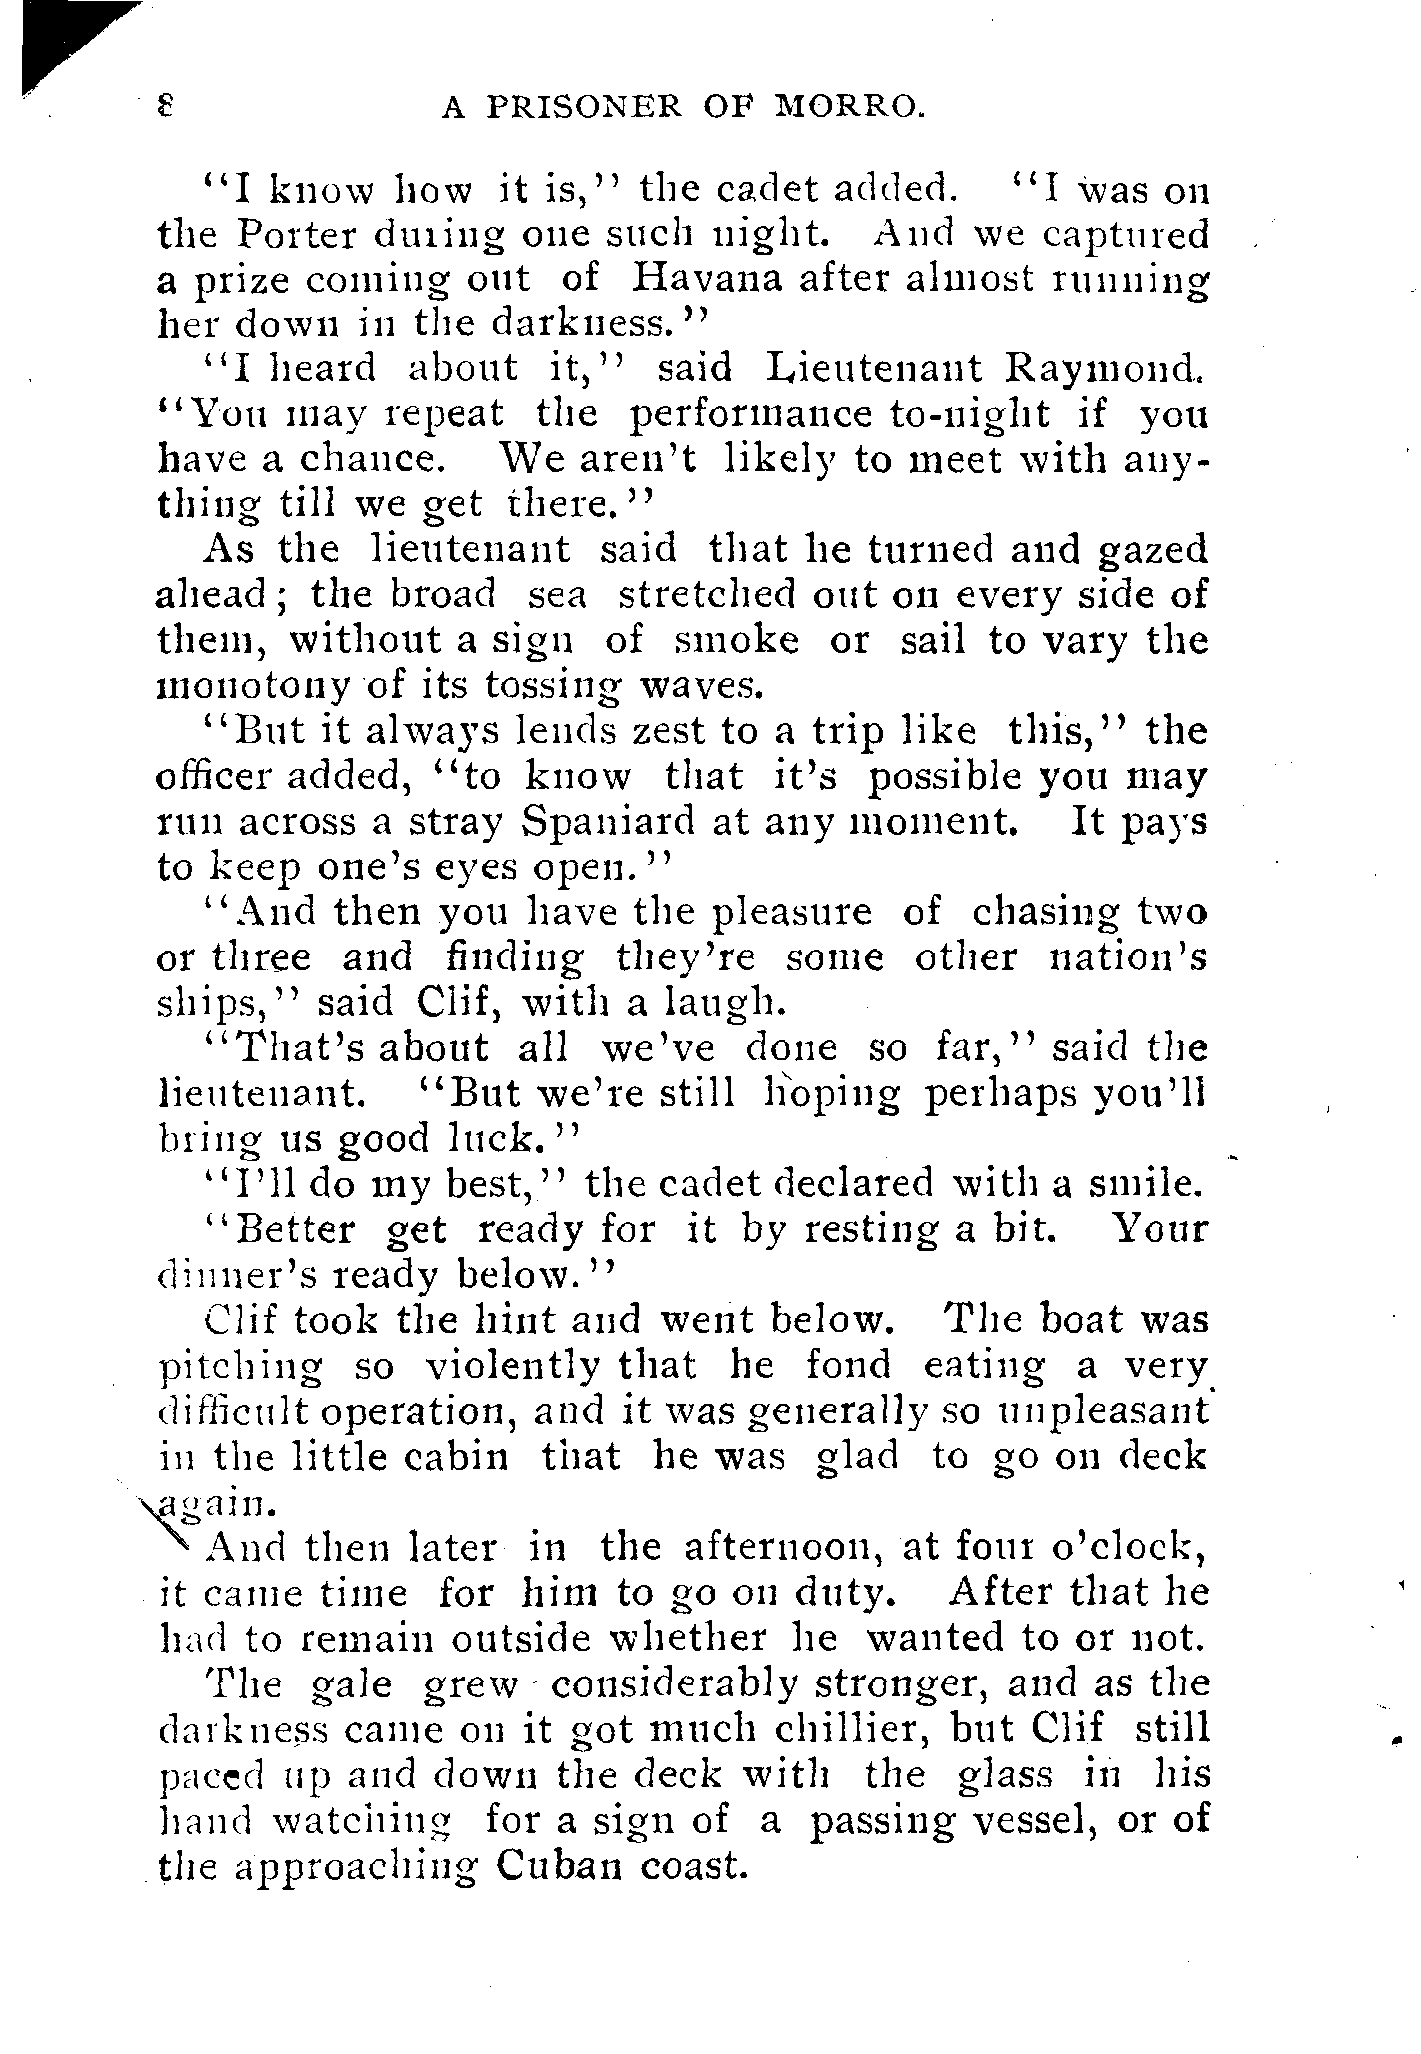 8 A PRISONER OF MORRO.
"I know how it is," the cadet added. "I was on
the Porter during one such night. And we captured
a prize coming out of Havana after almost running
her down in the darkness."
"I heard about it," said Lieutenant Raymond.
"You may repeat the performance to-night if you
have a chance. We aren't likely to meet with any-
thing till we get there."
As the lieutenant said that he turned and gazed
ahead; the broad sea stretched out on every side of
them, without a sign of smoke or sail to vary the
monotony of its tossing waves.
"But it always lends zest to a trip like this," the
officer added, "to know that it's possible you may
run across a stray Spaniard at any moment. It pays
to keep one's eyes open."
"And then you have the pleasure of chasing two
or three and finding they're some other nation's
ships," said Clif, with a laugh.
"That's about all we've done so far," said the
lieutenant. "But we're still hoping perhaps you'll
bring us good luck."
"I'll do my best," the cadet declared with a smile.
"Better get ready for it by resting a bit. Your
dinner's ready below."
Clif took the hint and went below. The boat was
pitching so violently that he fond eating a very
difficult operation, and it was generally so unpleasant
in the little cabin that he was glad to go on deck
again.
And then later in the afternoon, at four o'clock,
it came time for him to go on duty. After that he
had to remain outside whether he wanted to or not.
The gale grew considerably stronger, and as the
darkness came on it got much chillier, but Clif still
paced up and down the deck with the glass in his
hand watching for a sign of a passing vessel, or of
the approaching Cuban coast.